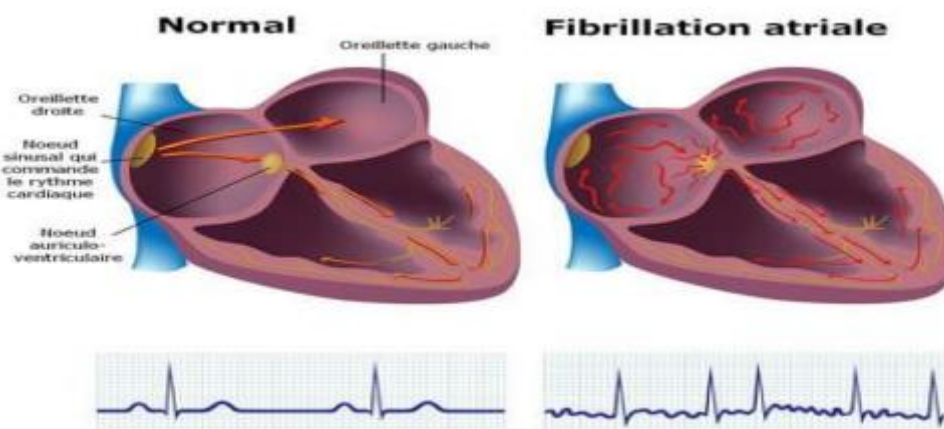 Normal
Fibrillation atriale
Oreillette gauche
Oreillette
droite
Noeud
sinusal qui
commande
le rythme
cardiaque
Noeud
auriculo-
ventriculaire